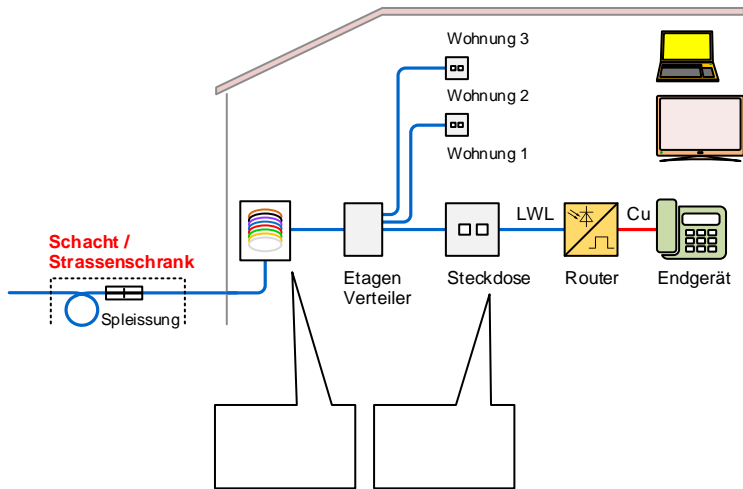 Wohnung 3
Wohnung 2
Wohnung 1
Schacht /
Strassenschrank
Spleissung
Etagen
Verteiler
Steckdose
LWL
Router
Cu
Endgerät